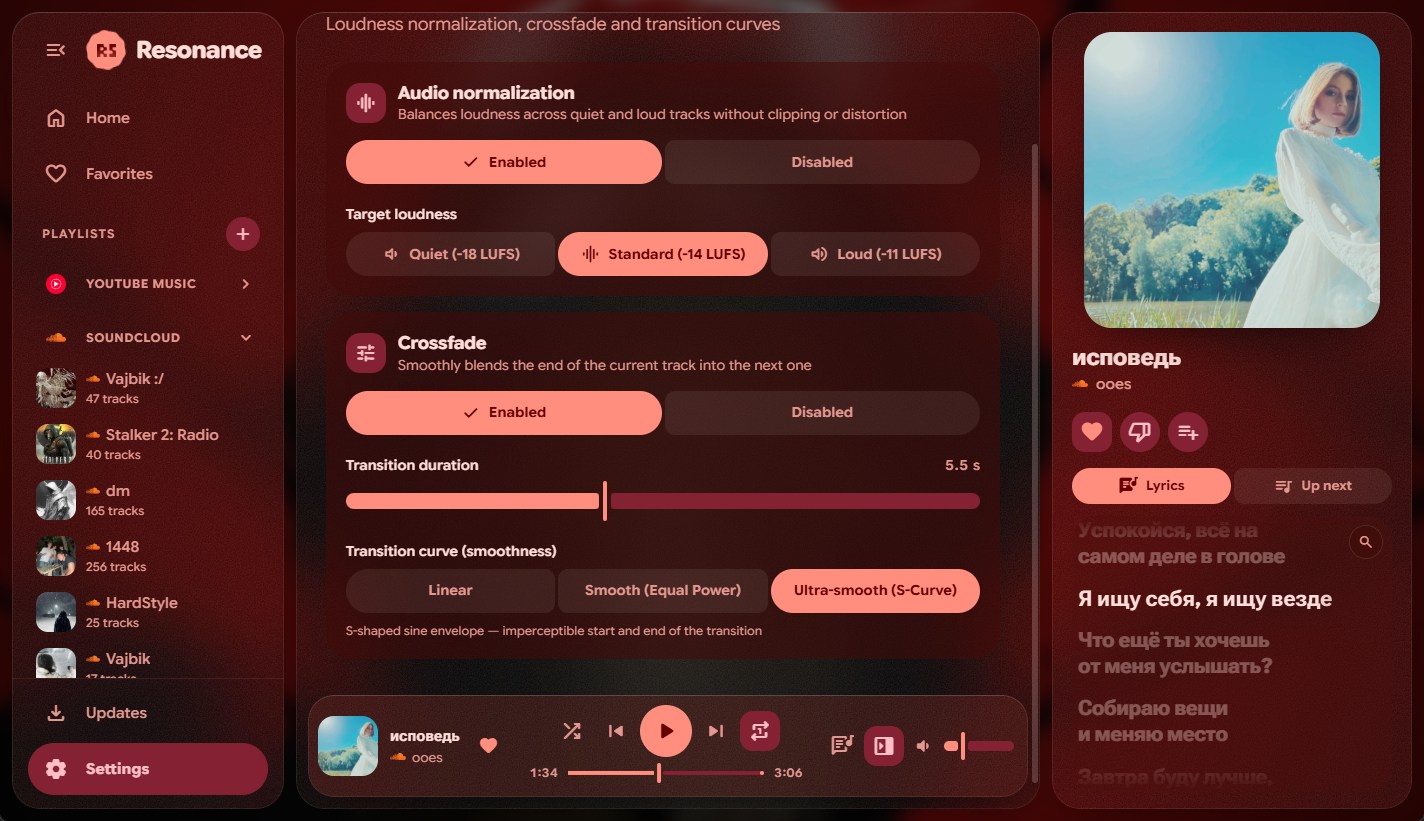 RS Resonance
Home
Favorites
PLAYLISTS
YOUTUBE MUSIC
SOUNDCLOUD
Vajbik :/
47 tracks
Stalker 2: Radio
40 tracks
dm
165 tracks
1448
256 tracks
HardStyle
25 tracks
Vajbik
17 tracks
Updates
Settings
Loudness normalization, crossfade and transition curves
Audio normalization
Balances loudness across quiet and loud tracks without clipping or distortion
Enabled
Disabled
Target loudness
Quiet (-18 LUFS)
Standard (-14 LUFS)
Loud (-11 LUFS)
Crossfade
Smoothly blends the end of the current track into the next one
Enabled
Disabled
Transition duration
5.5 s
Transition curve (smoothness)
Linear
Smooth (Equal Power)
Ultra-smooth (S-Curve)
S-shaped sine envelope — imperceptible start and end of the transition
исповедь
ooes
1:34
3:06
исповедь
ooes
Lyrics
Up next
Успокойся, всё на
самом деле в голове
Я ищу себя, я ищу везде
Что ещё ты хочешь
от меня услышать?
Собираю вещи
и меняю место
Завтра буду лучше,